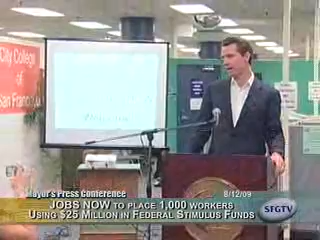 City College
of
San Francisco
Mayor's Press Conference
8/12/09
JOBS NOW TO PLACE 1,000 WORKERS
USING $25 MILLION IN FEDERAL STIMULUS FUNDS
SFGTV